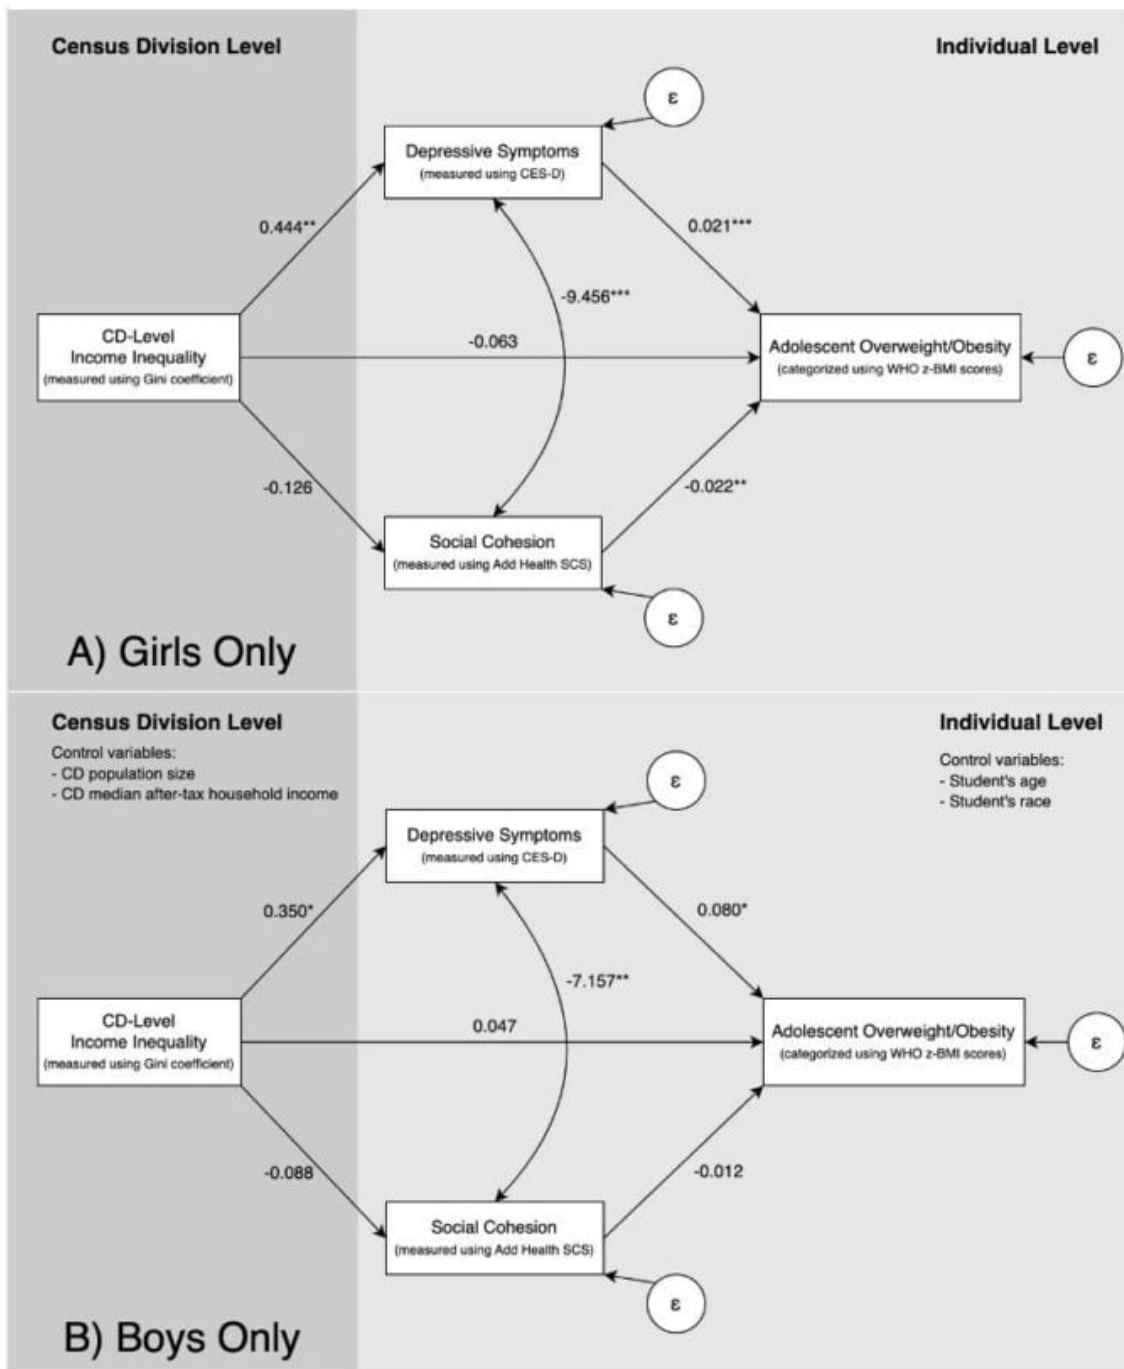 Census Division Level
Individual Level
ε
Depressive Symptoms
(measured using CES-D)
0.444**
0.021***
-9.456***
CD-Level
Income Inequality
(measured using Gini coefficient)
-0.063
Adolescent Overweight/Obesity
(categorized using WHO z-BMI scores)
ε
-0.126
-0.022**
Social Cohesion
(measured using Add Health SCS)
ε
A) Girls Only
Census Division Level
Control variables:
- CD population size
- CD median after-tax household income
Individual Level
Control variables:
- Student's age
- Student's race
ε
Depressive Symptoms
(measured using CES-D)
0.350*
0.080*
-7.157**
CD-Level
Income Inequality
(measured using Gini coefficient)
0.047
Adolescent Overweight/Obesity
(categorized using WHO z-BMI scores)
ε
-0.088
-0.012
Social Cohesion
(measured using Add Health SCS)
ε
B) Boys Only